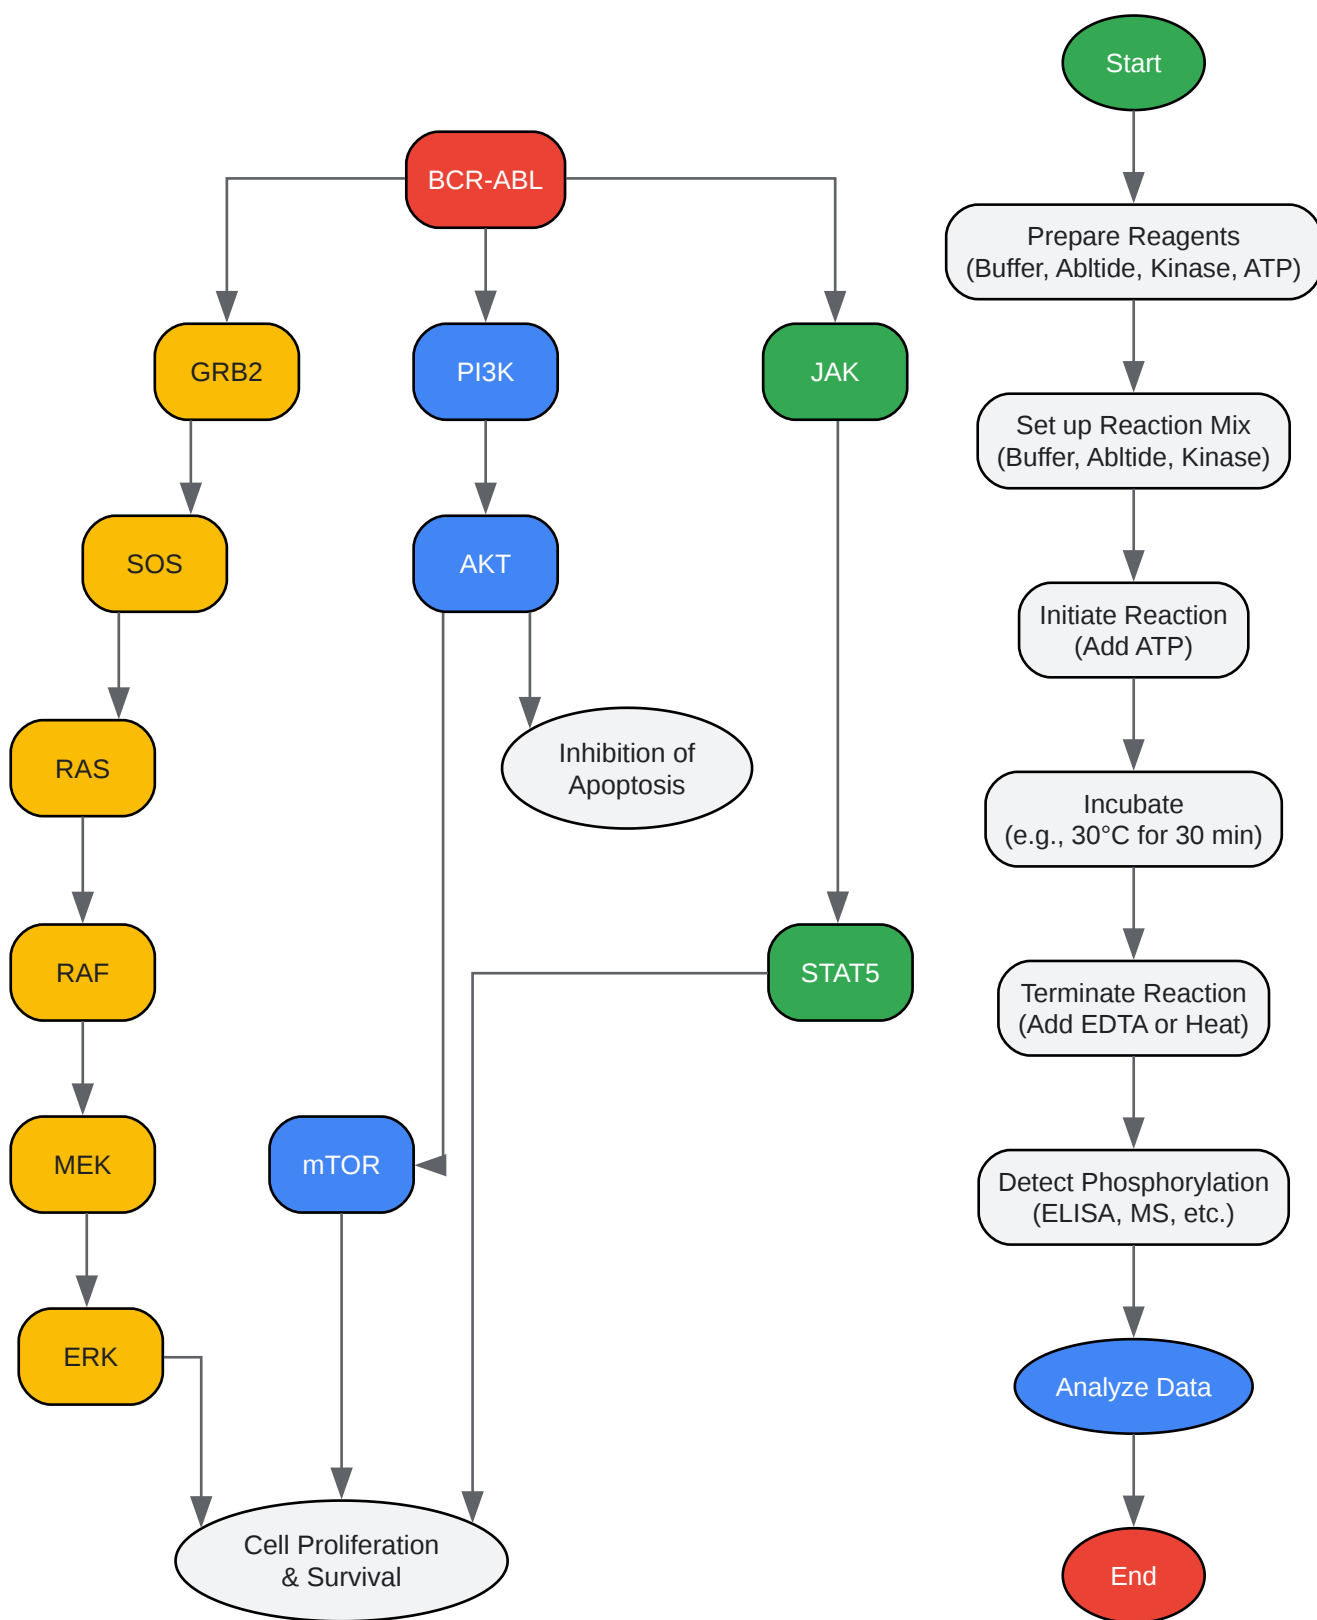 BCR-ABL
GRB2
PI3K
JAK
SOS
AKT
RAS
Inhibition of
Apoptosis
RAF
STAT5
MEK
mTOR
ERK
Cell Proliferation
& Survival
Start
Prepare Reagents
(Buffer, Abltide, Kinase, ATP)
Set up Reaction Mix
(Buffer, Abltide, Kinase)
Initiate Reaction
(Add ATP)
Incubate
(e.g., 30°C for 30 min)
Terminate Reaction
(Add EDTA or Heat)
Detect Phosphorylation
(ELISA, MS, etc.)
Analyze Data
End